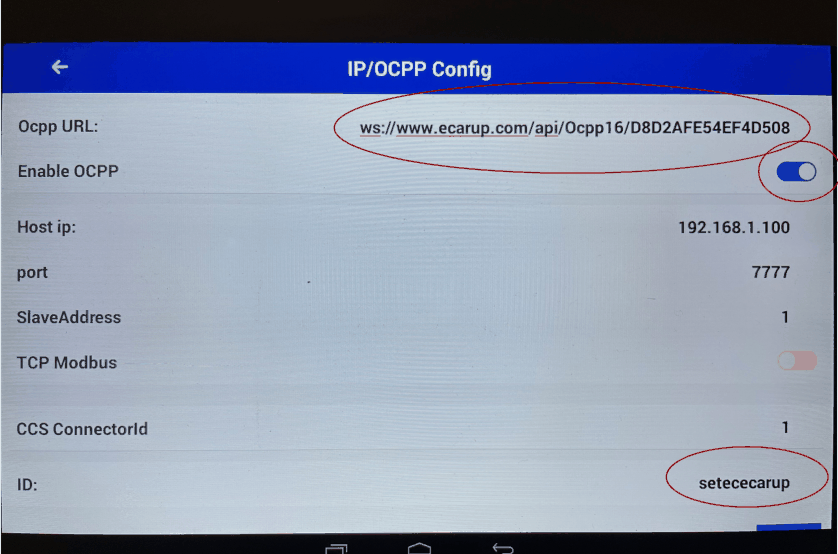 IP/OCPP Config
Ocpp URL: ws://www.ecarup.com/api/Ocpp16/D8D2AFE54EF4D508
Enable OCPP
Host ip: 192.168.1.100
port 7777
SlaveAddress 1
TCP Modbus
CCS ConnectorId 1
ID: setececarup